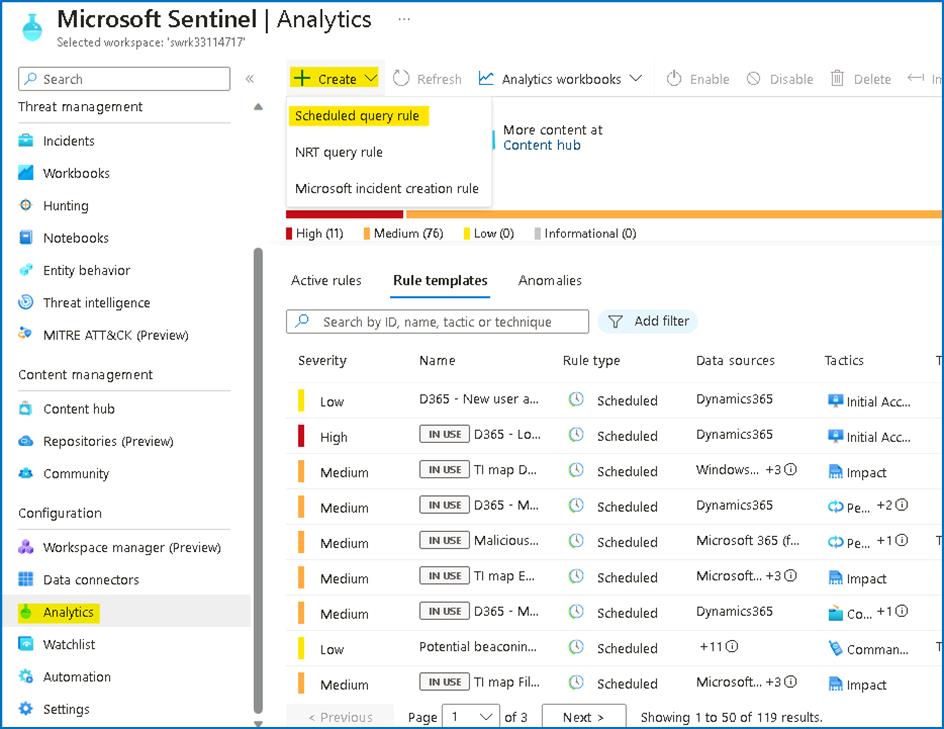 Microsoft Sentinel | Analytics ...
Selected workspace: 'swrk33114717'
Search
«
Threat management
Incidents
Workbooks
Hunting
Notebooks
Entity behavior
Threat intelligence
MITRE ATT&CK (Preview)
Content management
Content hub
Repositories (Preview)
Community
Configuration
Workspace manager (Preview)
Data connectors
Analytics
Watchlist
Automation
Settings
+ Create Refresh Analytics workbooks Enable Disable Delete
Scheduled query rule
NRT query rule
Microsoft incident creation rule
More content at
Content hub
High (11) Medium (76) Low (0) Informational (0)
Active rules Rule templates Anomalies
Search by ID, name, tactic or technique Add filter
Severity Name Rule type Data sources Tactics
Low D365 - New user a... Scheduled Dynamics365 Initial Acc...
High IN USE D365 - Lo... Scheduled Dynamics365 Initial Acc...
Medium IN USE TI map D... Scheduled Windows... +3 Impact
Medium IN USE D365 - M... Scheduled Dynamics365 Pe... +2
Medium IN USE Malicious... Scheduled Microsoft 365 (f... Pe... +1
Medium IN USE TI map E... Scheduled Microsoft... +3 Impact
Medium IN USE D365 - M... Scheduled Dynamics365 Co... +1
Low Potential beaconin... Scheduled +11 Comman...
Medium IN USE TI map Fil... Scheduled Microsoft... +3 Impact
< Previous Page 1 of 3 Next > Showing 1 to 50 of 119 results.